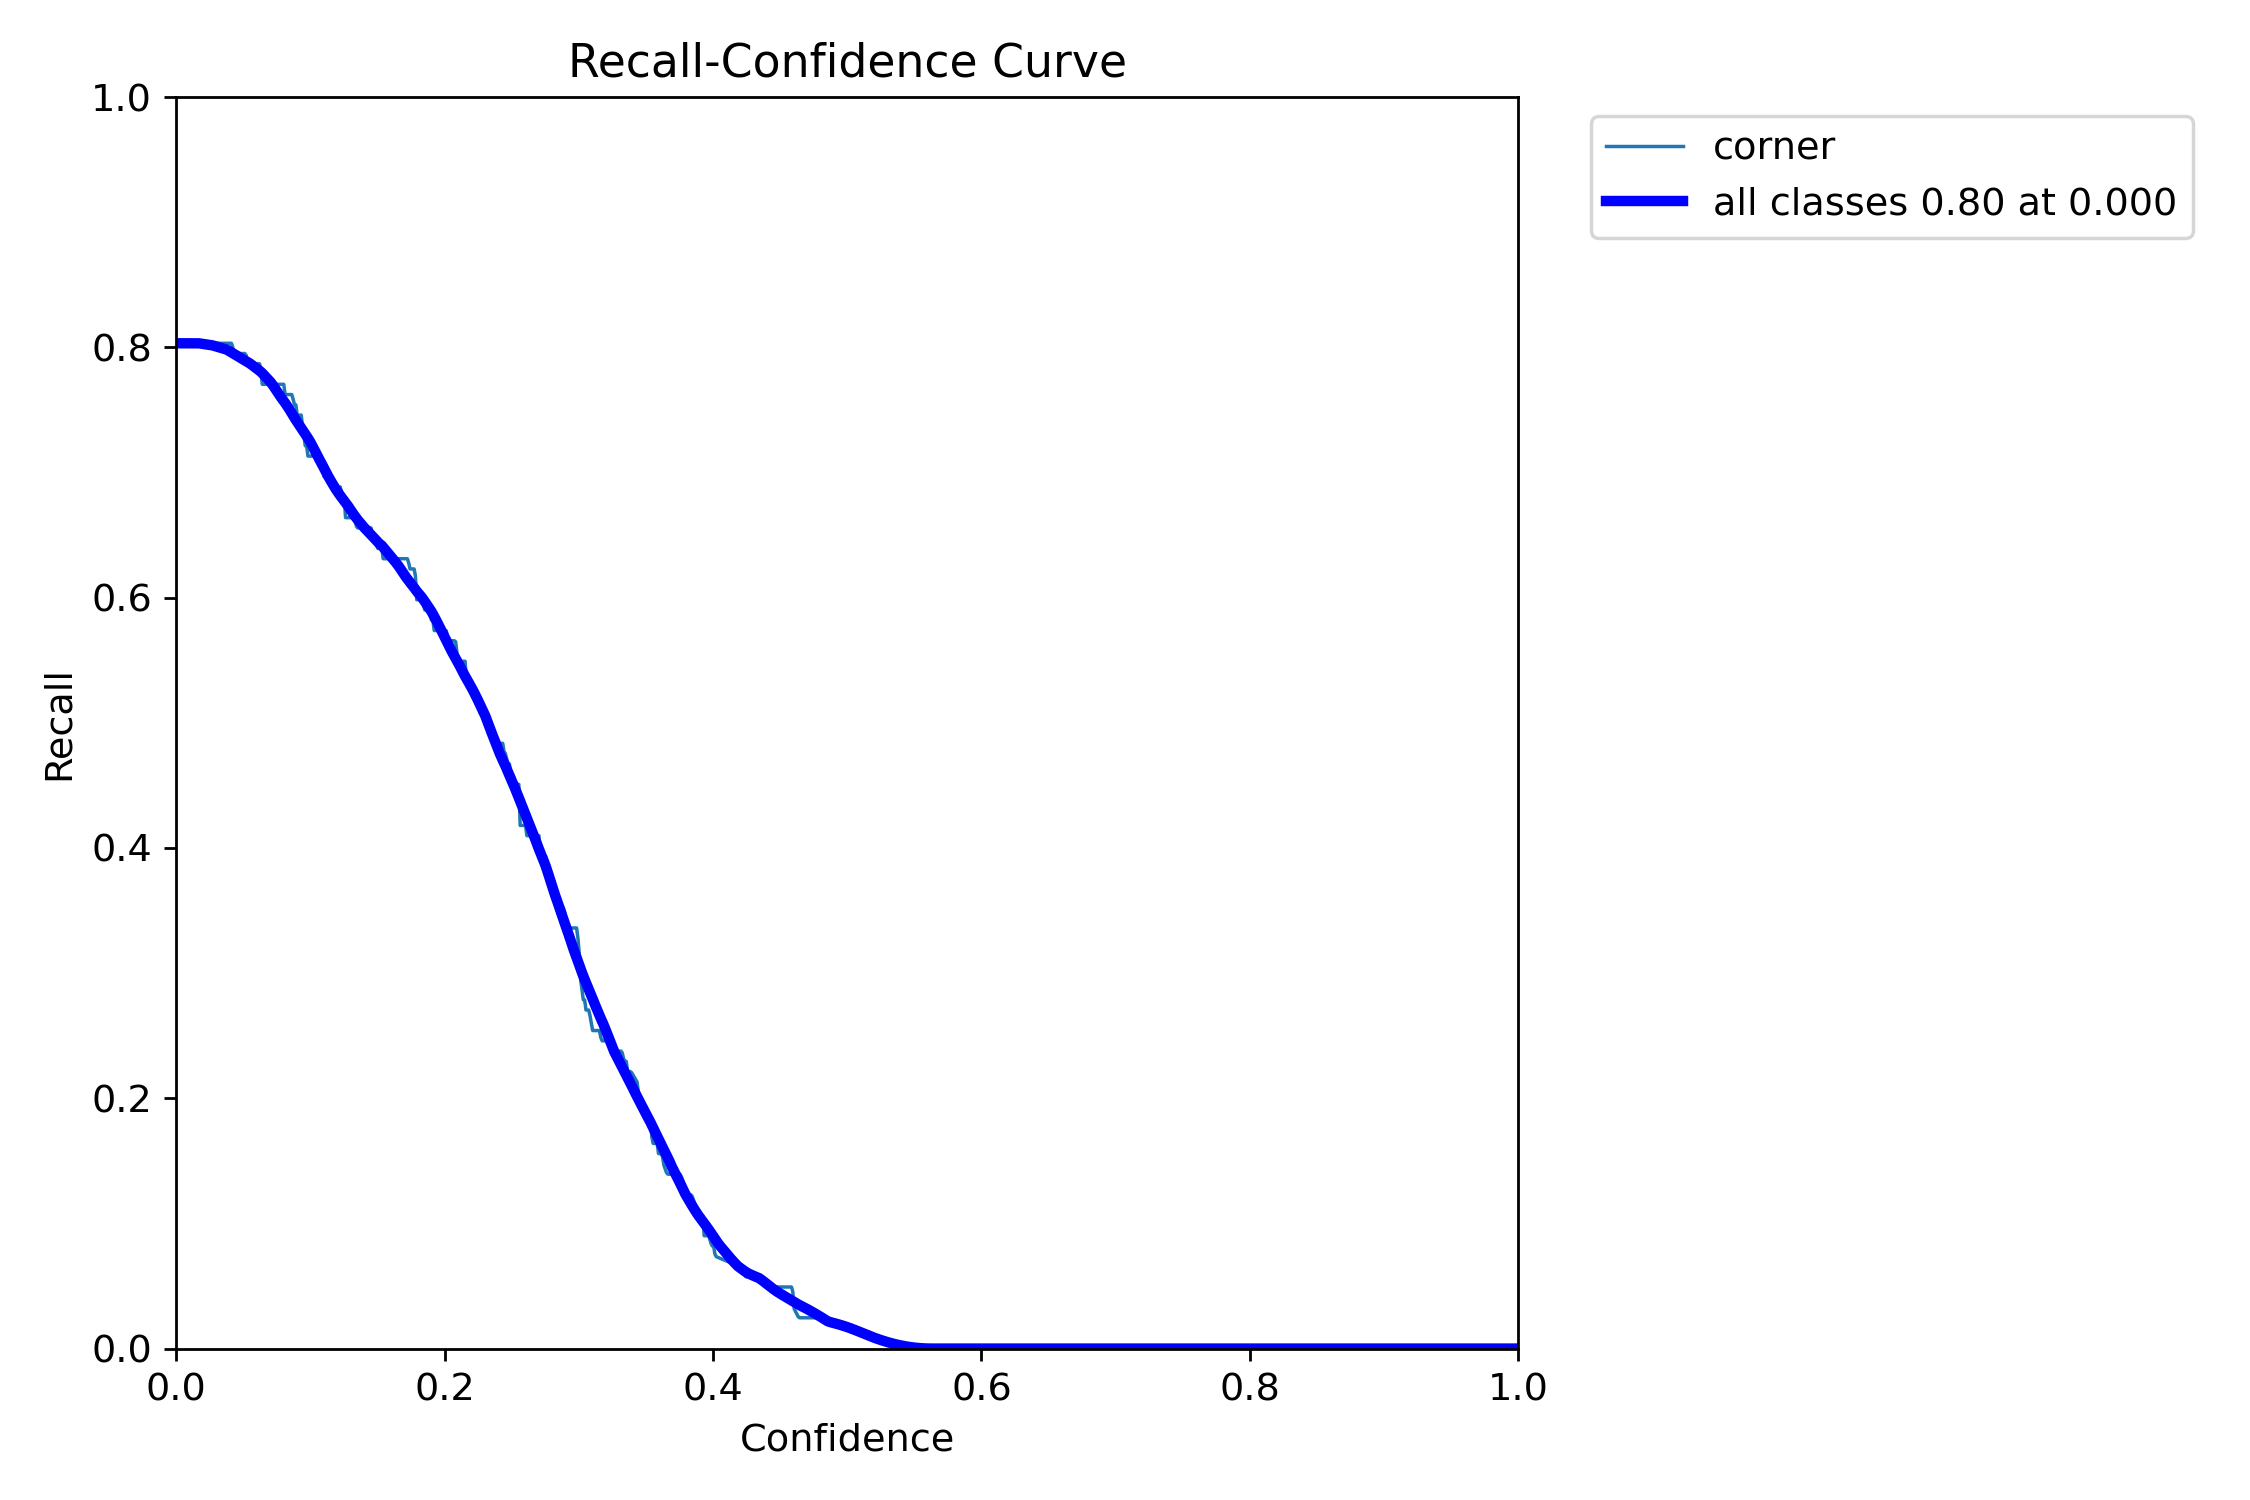 Recall-Confidence Curve
1.0
0.8
0.6
0.4
0.2
0.0
Recall
0.0 0.2 0.4 0.6 0.8 1.0
Confidence
corner
all classes 0.80 at 0.000